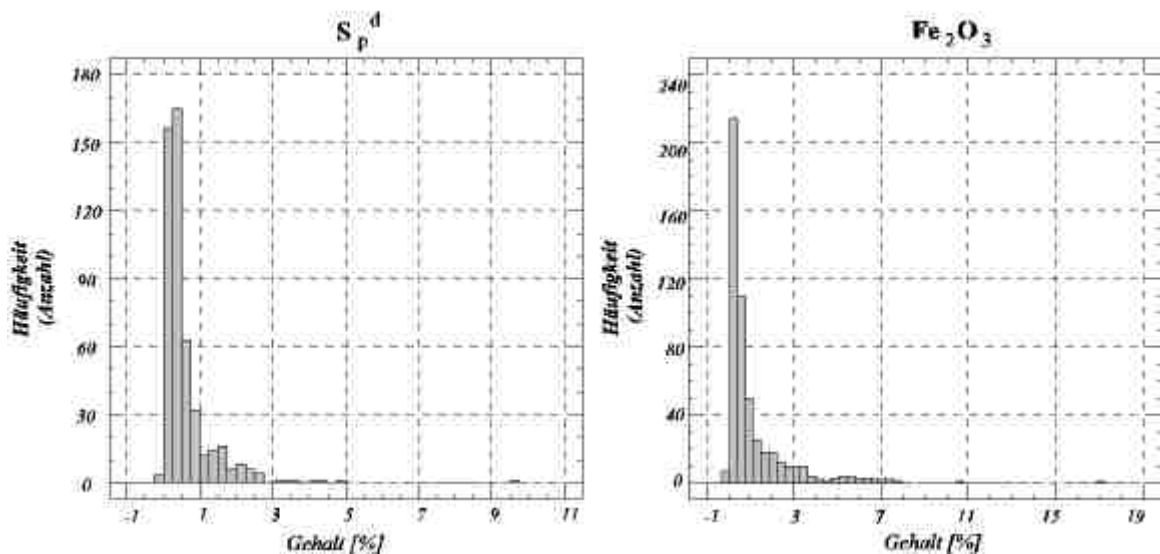 S_p^d
Häufigkeit
(Anzahl)
180
150
120
90
60
30
0
-1 1 3 5 7 9 11
Gehalt [%]
Fe₂O₃
Häufigkeit
(Anzahl)
240
200
160
120
80
40
0
-1 3 7 11 15 19
Gehalt [%]